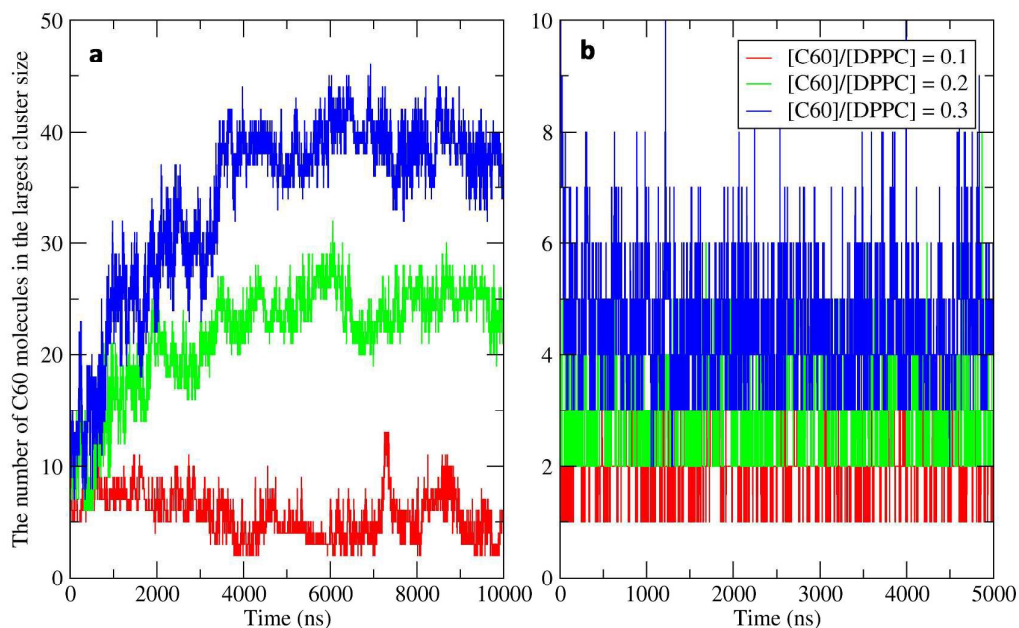 The number of C60 molecules in the largest cluster size
a
50
40
30
20
10
0
0 2000 4000 6000 8000 10000
Time (ns)
b
[C60]/[DPPC] = 0.1
[C60]/[DPPC] = 0.2
[C60]/[DPPC] = 0.3
10
8
6
4
2
0
0 1000 2000 3000 4000 5000
Time (ns)